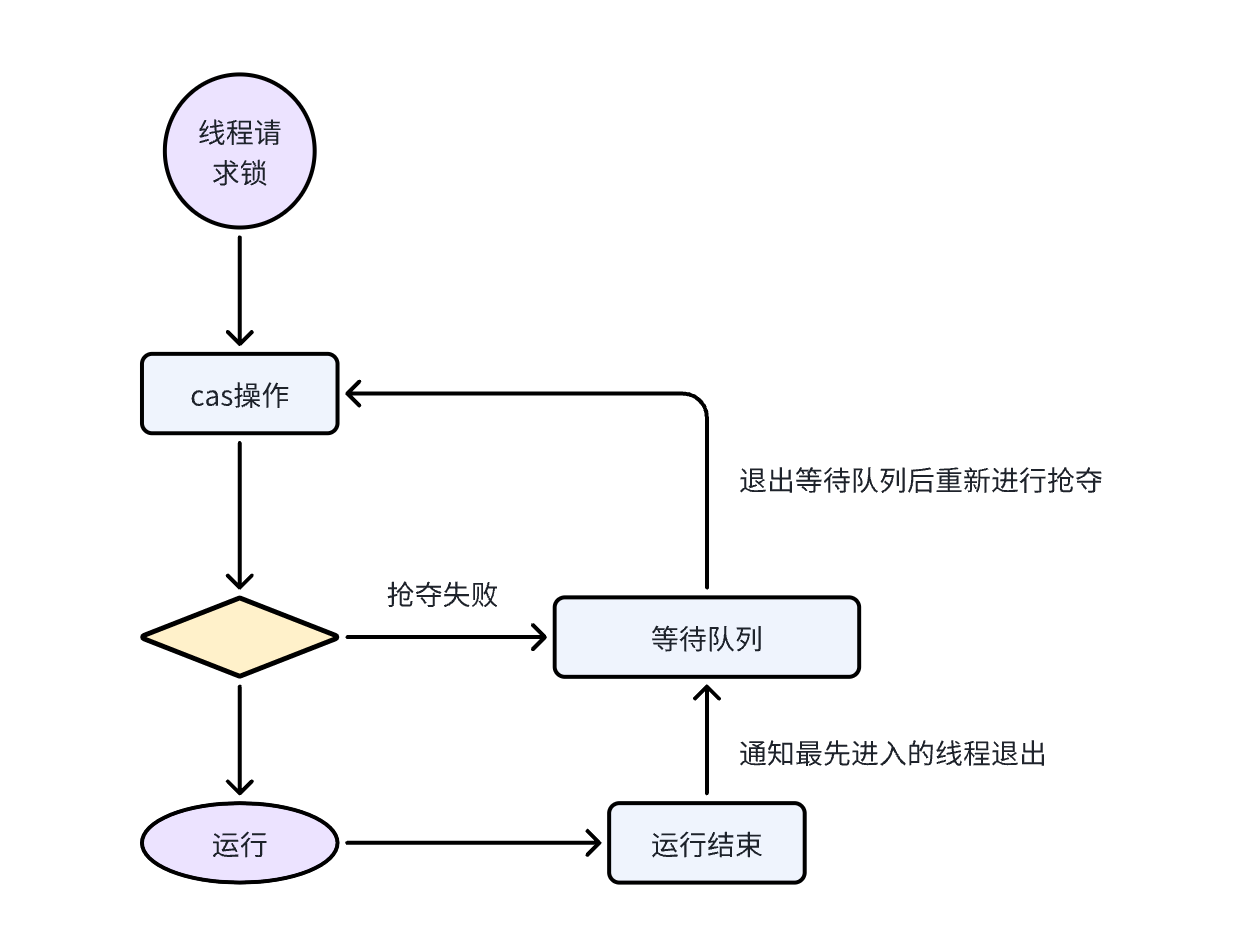 线程请
求锁
cas操作
退出等待队列后重新进行抢夺
抢夺失败
等待队列
通知最先进入的线程退出
运行
运行结束